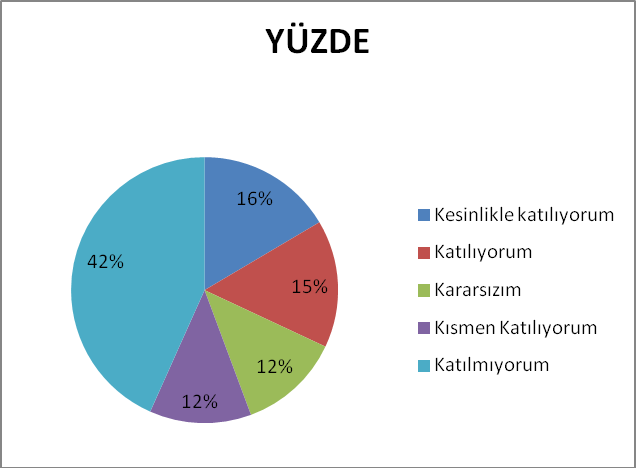 YÜZDE
16%
15%
12%
12%
42%
Kesinlikle katılıyorum
Katılıyorum
Kararsızım
Kısmen Katılıyorum
Katılmıyorum